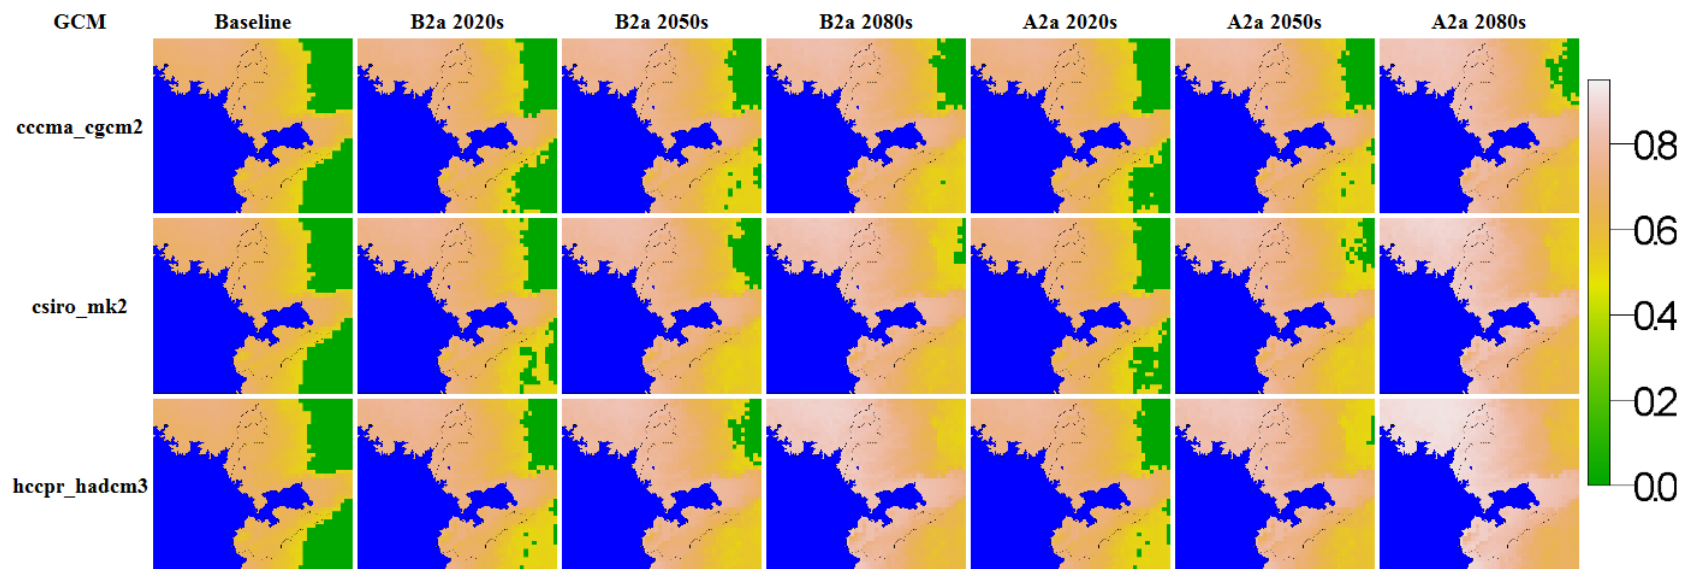 GCM Baseline B2a 2020s B2a 2050s B2a 2080s A2a 2020s A2a 2050s A2a 2080s
cccma_cgcm2
csiro_mk2
hccpr_hadcm3
0.8
0.6
0.4
0.2
0.0